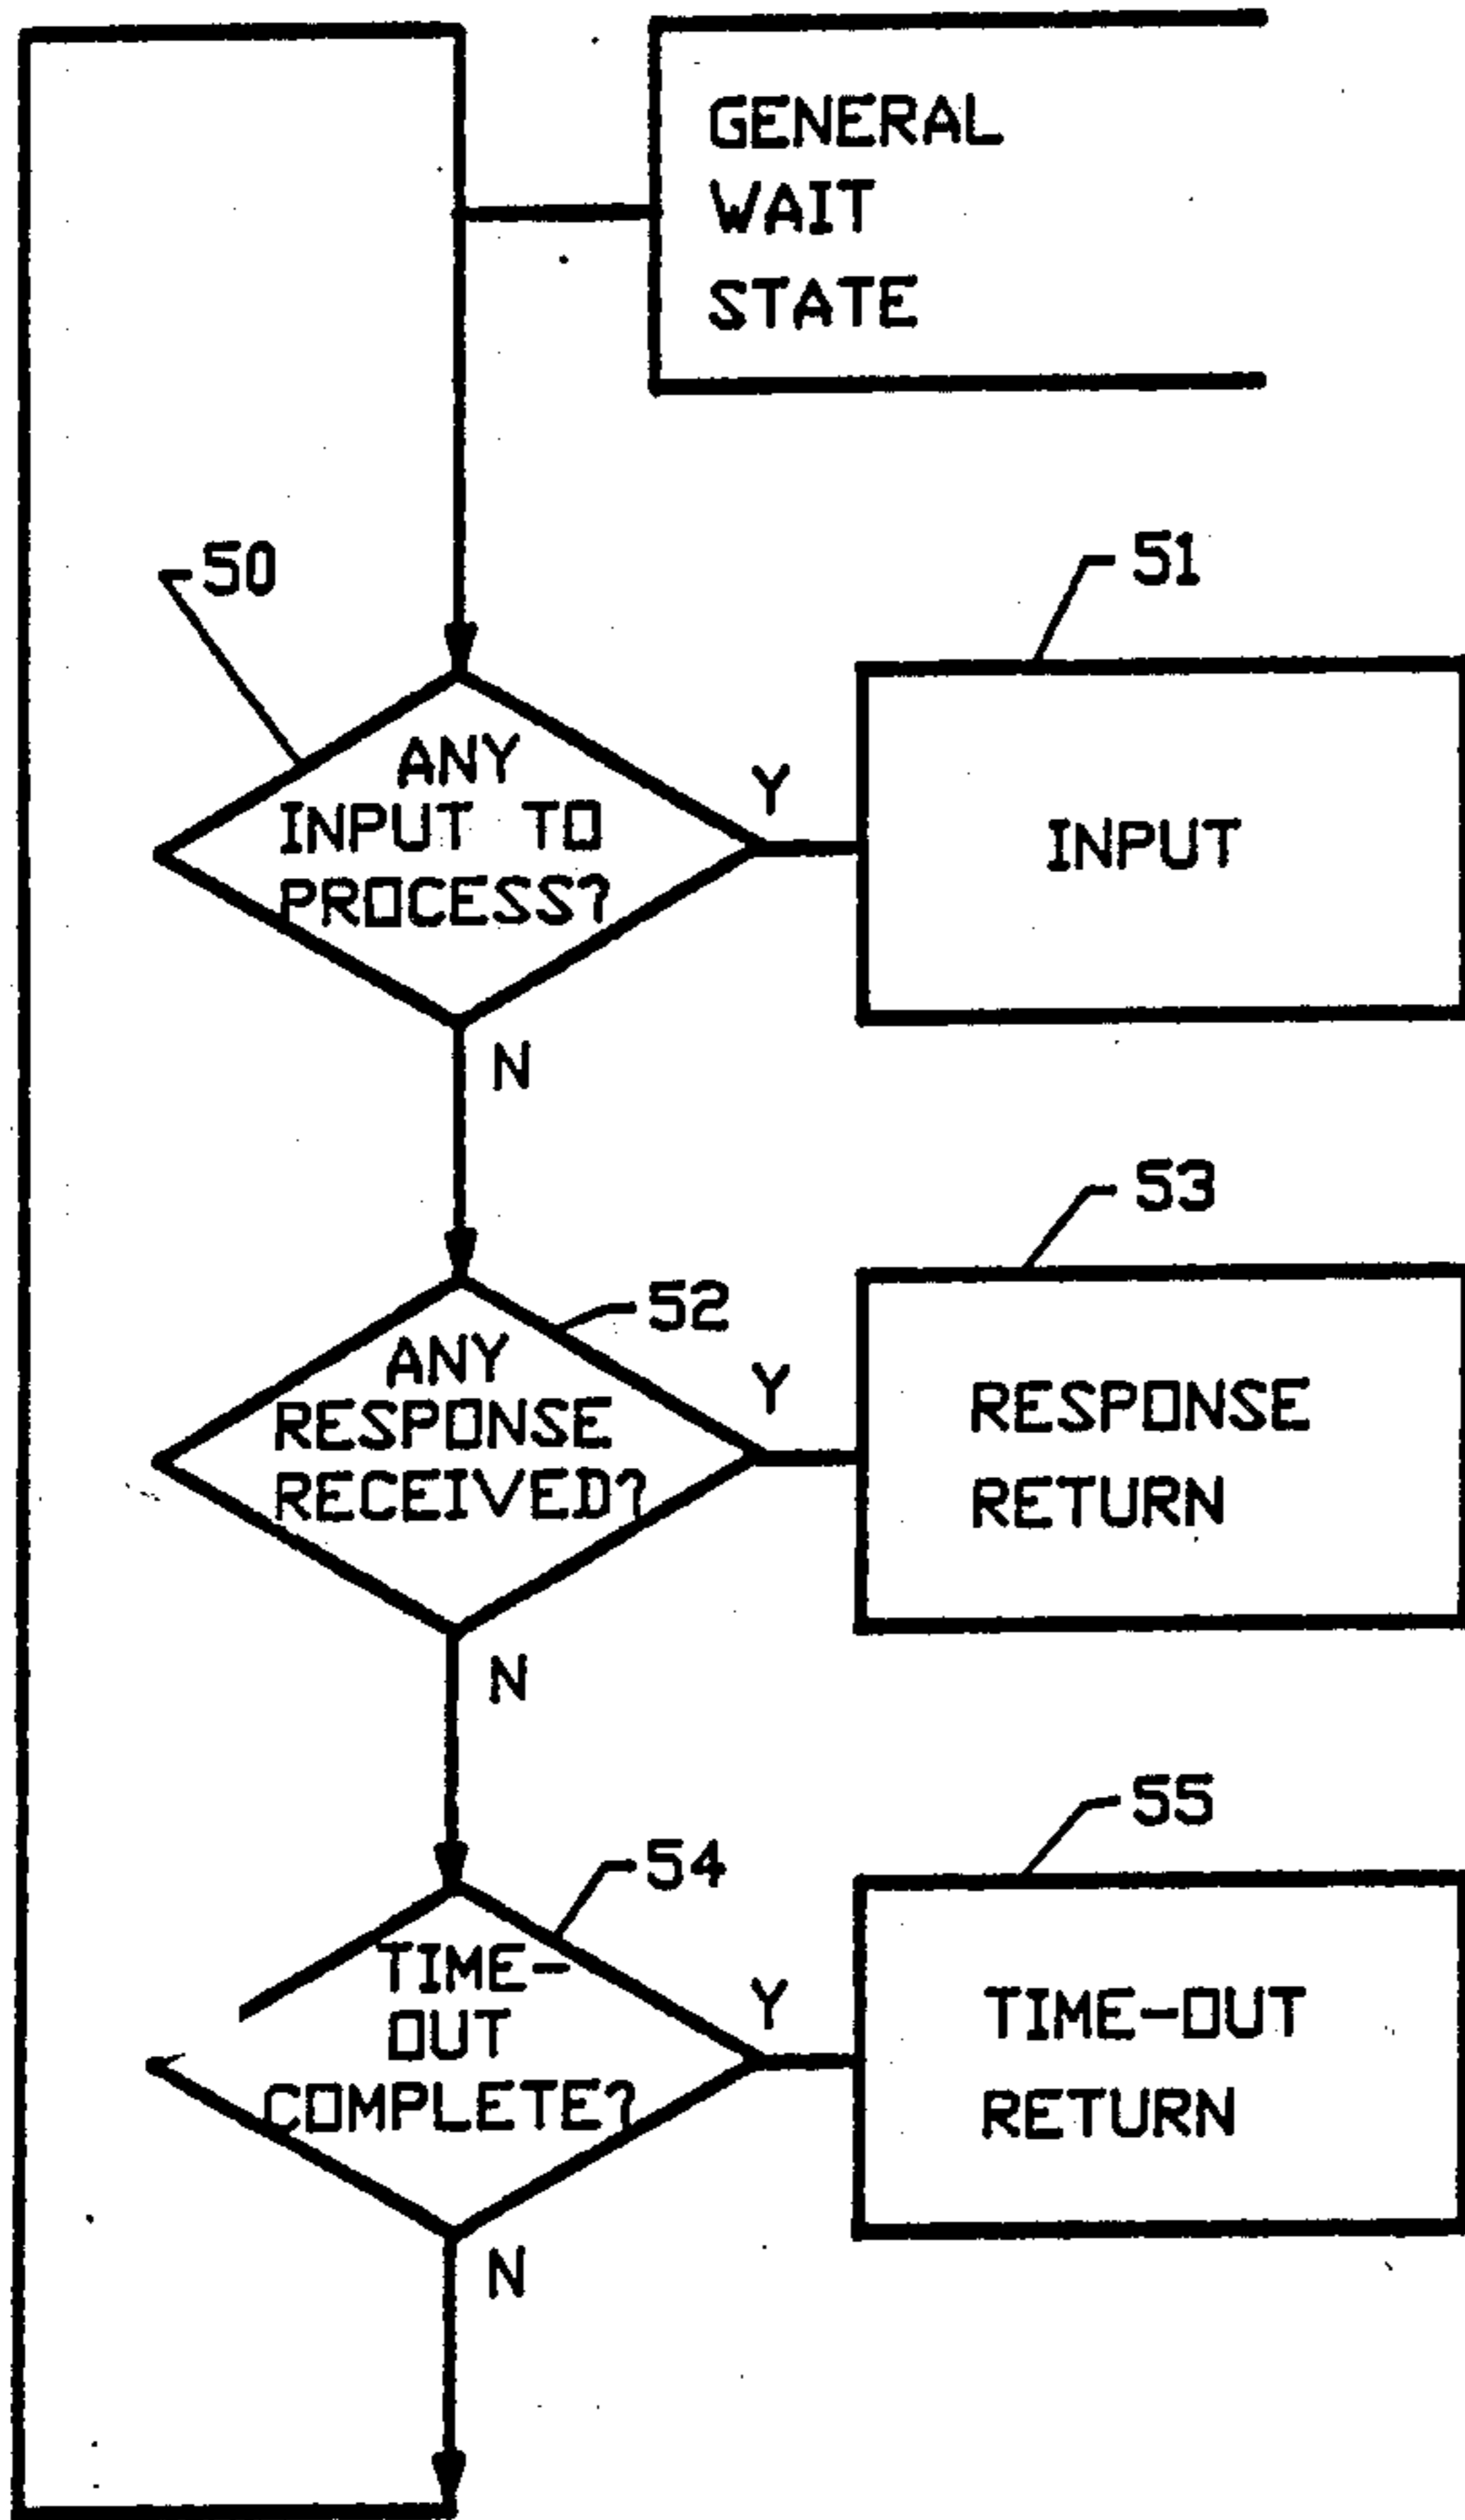 GENERAL
WAIT
STATE
50
51
ANY
INPUT TO
PROCESS?
Y
INPUT
N
53
52
ANY
RESPONSE
RECEIVED?
Y
RESPONSE
RETURN
N
55
54
TIME-
OUT
COMPLETE?
Y
TIME-OUT
RETURN
N